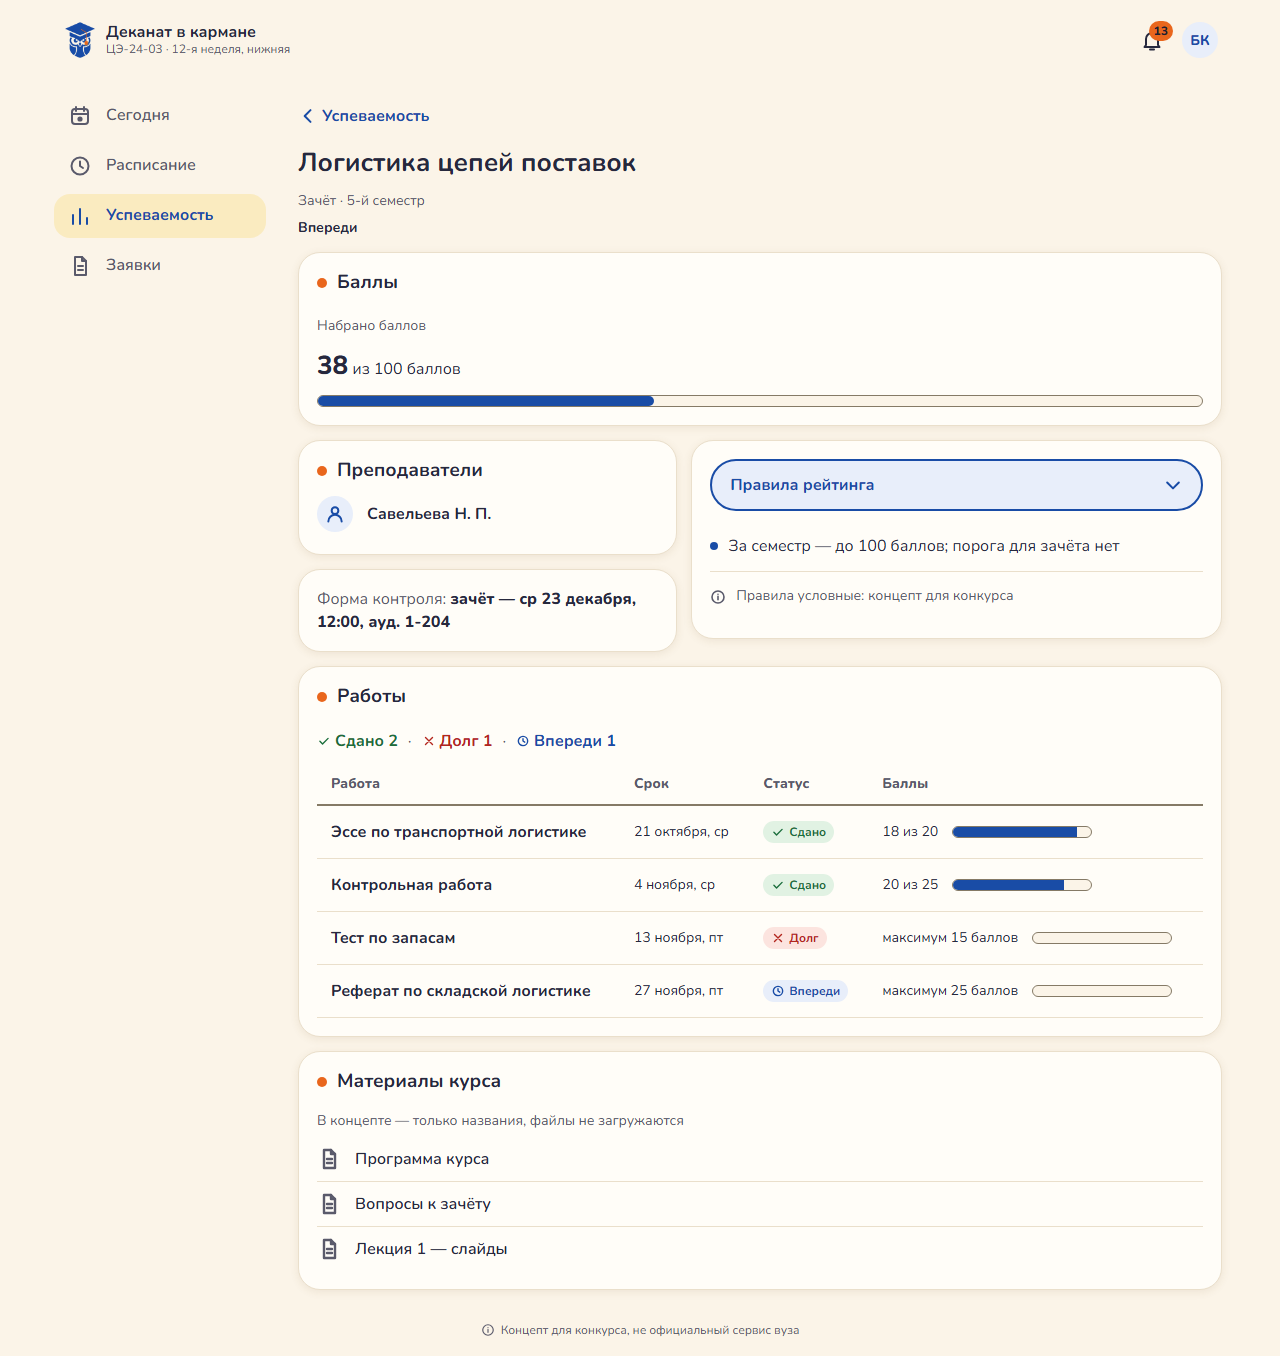 Деканат в кармане
ЦЭ-24-03 · 12-я неделя, нижняя
13
БК
Сегодня
Расписание
Успеваемость
Заявки
Успеваемость
Логистика цепей поставок
Зачёт · 5-й семестр
Впереди
Баллы
Набрано баллов
38 из 100 баллов
Преподаватели
Савельева Н. П.
Форма контроля: зачёт — ср 23 декабря,
12:00, ауд. 1-204
Правила рейтинга
За семестр — до 100 баллов; порога для зачёта нет
Правила условные: концепт для конкурса
Работы
Сдано 2 · Долг 1 · Впереди 1
Работа Срок Статус Баллы
Эссе по транспортной логистике 21 октября, ср Сдано 18 из 20
Контрольная работа 4 ноября, ср Сдано 20 из 25
Тест по запасам 13 ноября, пт Долг максимум 15 баллов
Реферат по складской логистике 27 ноября, пт Впереди максимум 25 баллов
Материалы курса
В концепте — только названия, файлы не загружаются
Программа курса
Вопросы к зачёту
Лекция 1 — слайды
Концепт для конкурса, не официальный сервис вуза